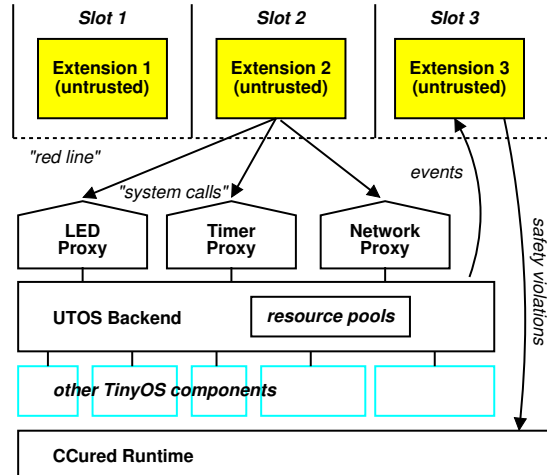 Slot 1
Slot 2
Slot 3
Extension 1
(untrusted)
Extension 2
(untrusted)
Extension 3
(untrusted)
"red line"
"system calls"
events
safety violations
LED
Proxy
Timer
Proxy
Network
Proxy
UTOS Backend
resource pools
other TinyOS components
CCured Runtime